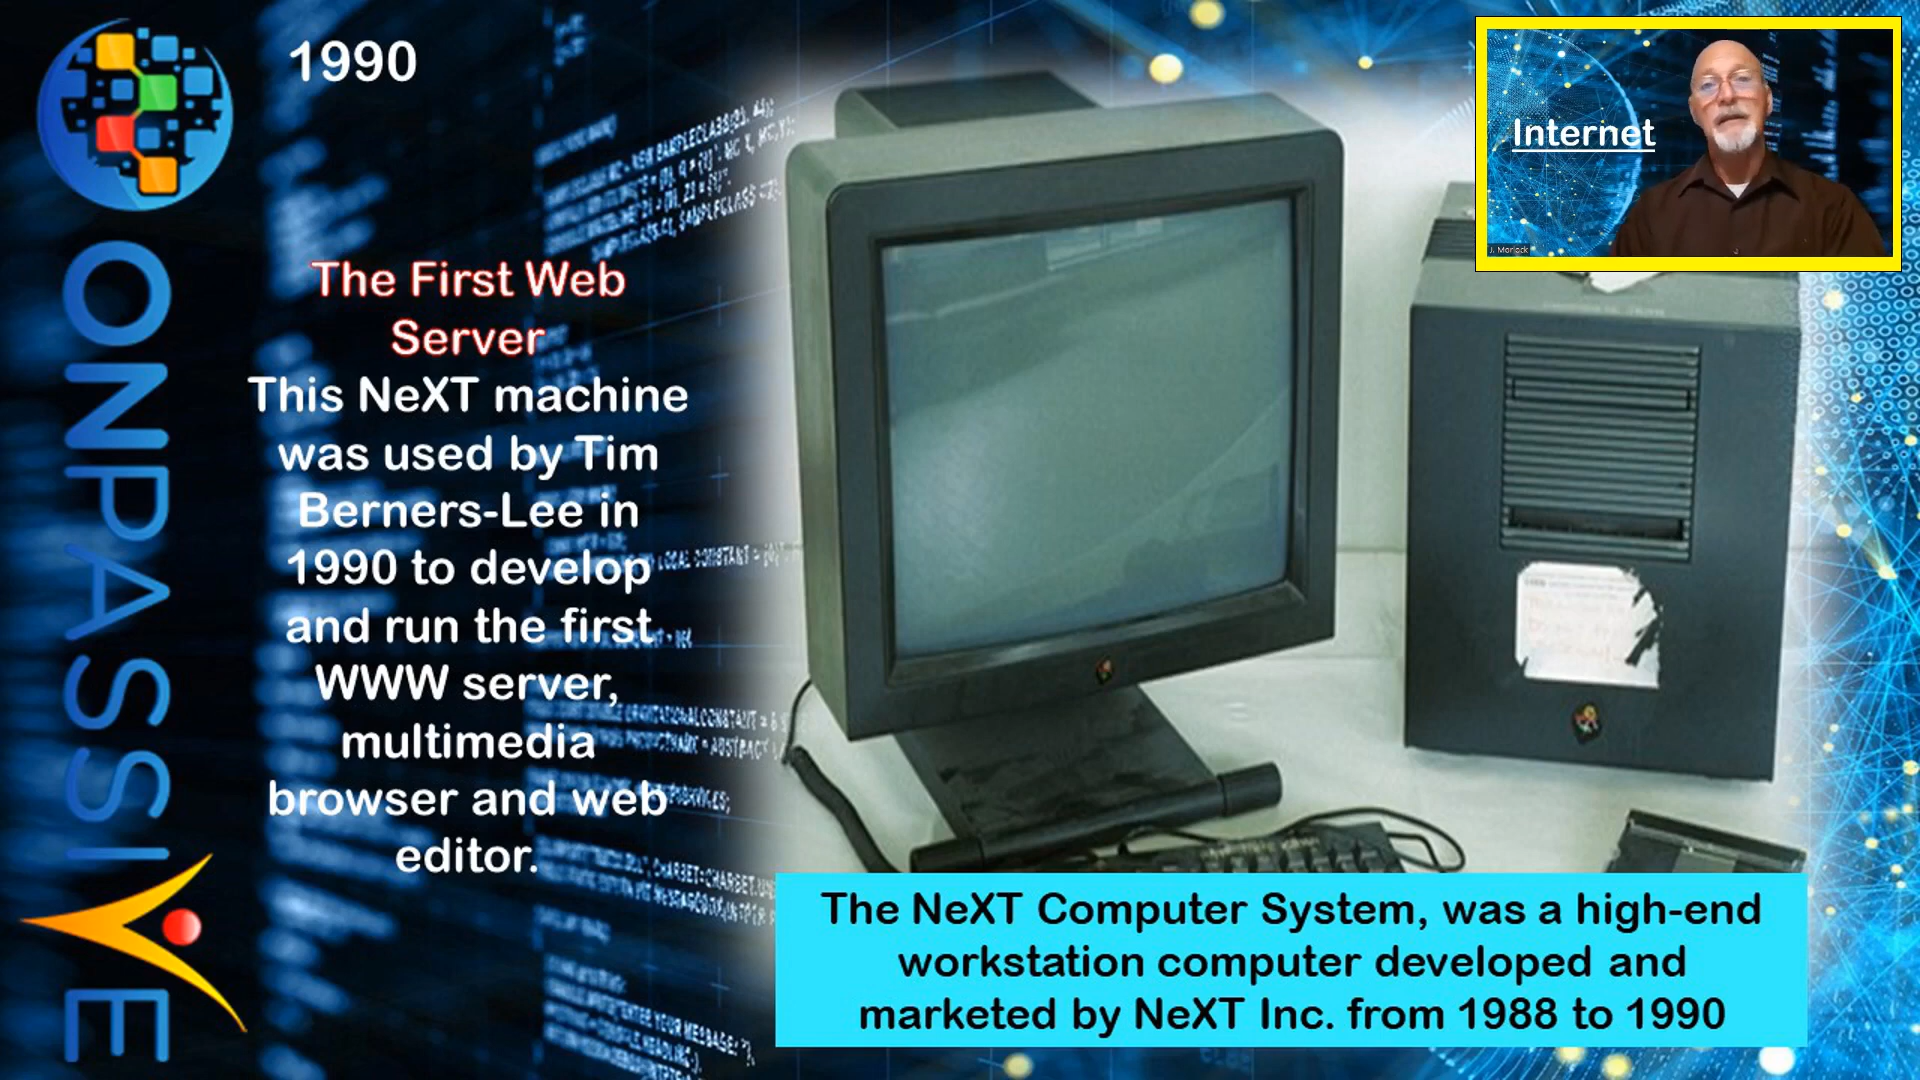 1990
ONPASSIVE
The First Web
Server
This NeXT machine
was used by Tim
Berners-Lee in
1990 to develop
and run the first
WWW server,
multimedia
browser and web
editor.
Internet
J. Morlock
The NeXT Computer System, was a high-end
workstation computer developed and
marketed by NeXT Inc. from 1988 to 1990